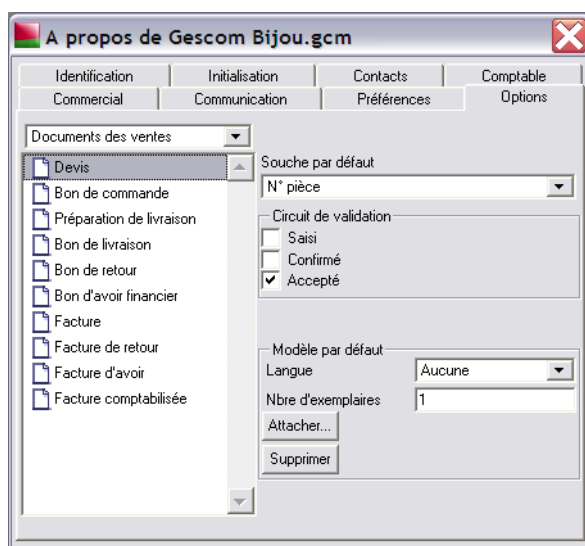 A propos de Gescom Bijou.gcm
Identification
Initialisation
Contacts
Comptable
Commercial
Communication
Préférences
Options
Documents des ventes
Devis
Bon de commande
Préparation de livraison
Bon de livraison
Bon de retour
Bon d'avoir financier
Facture
Facture de retour
Facture d'avoir
Facture comptabilisée
Souche par défaut
N° pièce
Circuit de validation
Saisi
Confirmé
Accepté
Modèle par défaut
Langue
Aucune
Nbre d'exemplaires
1
Attacher...
Supprimer